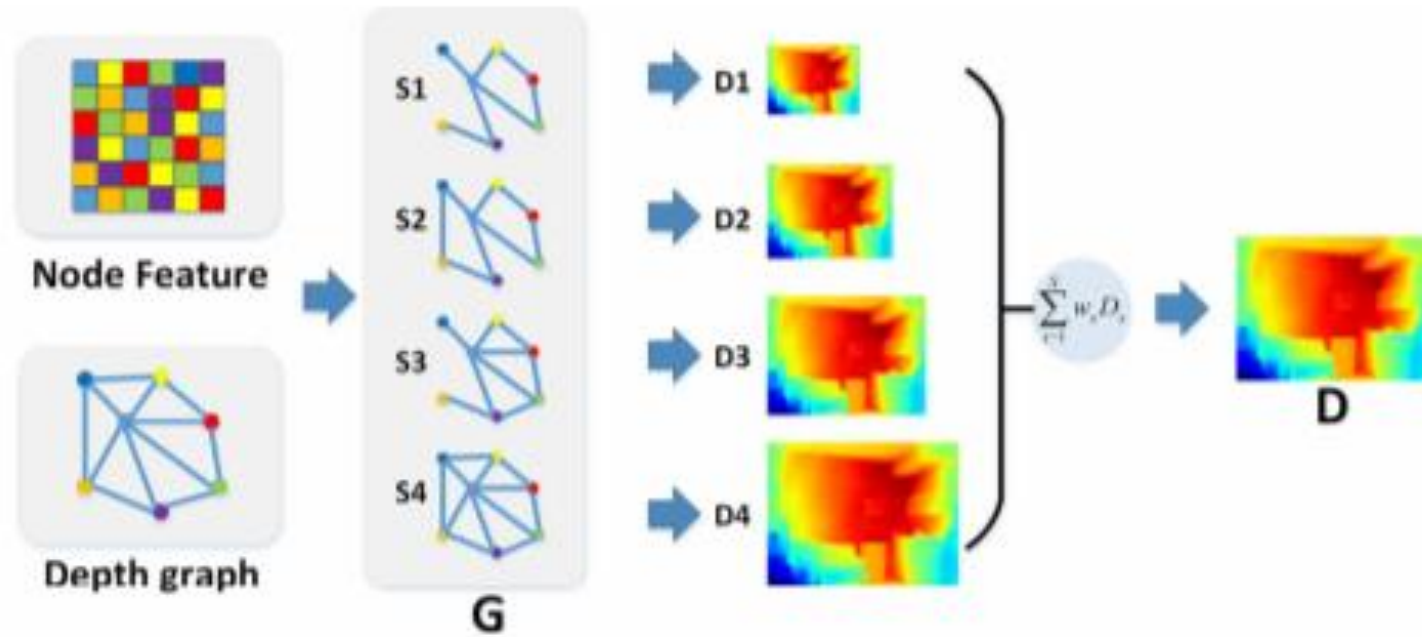 Node Feature
Depth graph
S1
S2
S3
S4
G
D1
D2
D3
D4
D